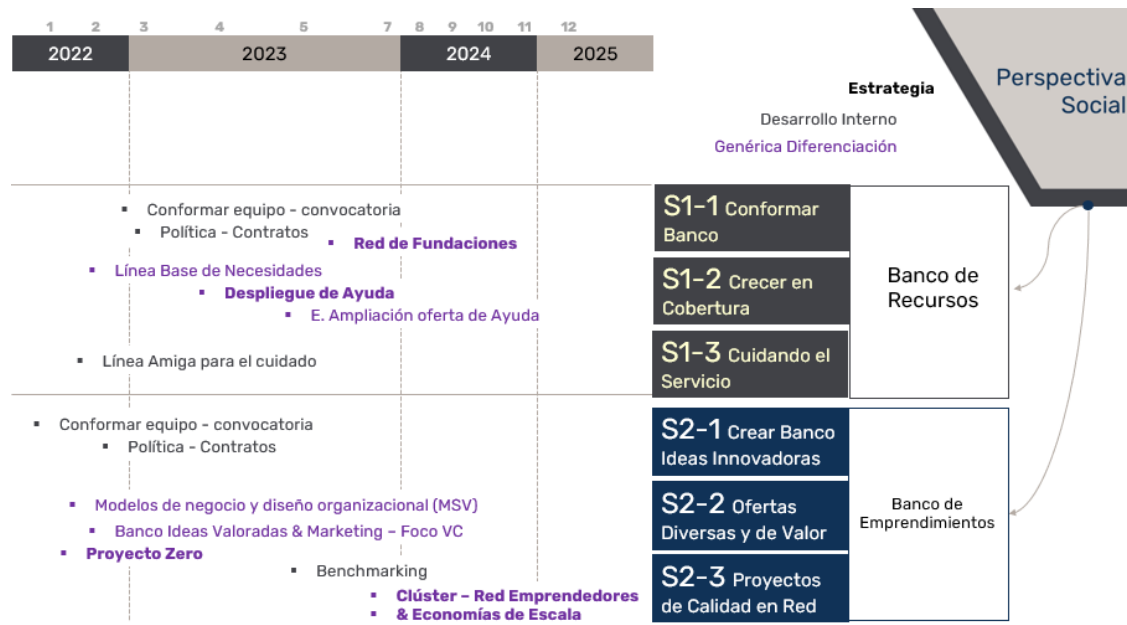 1 2 3 4 5 7 8 9 10 11 12
2022 2023 2024 2025
Perspectiva
Social
Estrategia
Desarrollo Interno
Genérica Diferenciación
▪ Conformar equipo - convocatoria
▪ Política - Contratos
▪ Red de Fundaciones
▪ Línea Base de Necesidades
▪ Despliegue de Ayuda
▪ E. Ampliación oferta de Ayuda
▪ Línea Amiga para el cuidado
S1-1 Conformar
Banco
S1-2 Crecer en
Cobertura
S1-3 Cuidando el
Servicio
Banco de
Recursos
▪ Conformar equipo - convocatoria
▪ Política - Contratos
▪ Modelos de negocio y diseño organizacional (MSV)
▪ Banco Ideas Valoradas & Marketing – Foco VC
▪ Proyecto Zero
▪ Benchmarking
▪ Clúster – Red Emprendedores
▪ & Economías de Escala
S2-1 Crear Banco
Ideas Innovadoras
S2-2 Ofertas
Diversas y de Valor
S2-3 Proyectos
de Calidad en Red
Banco de
Emprendimientos